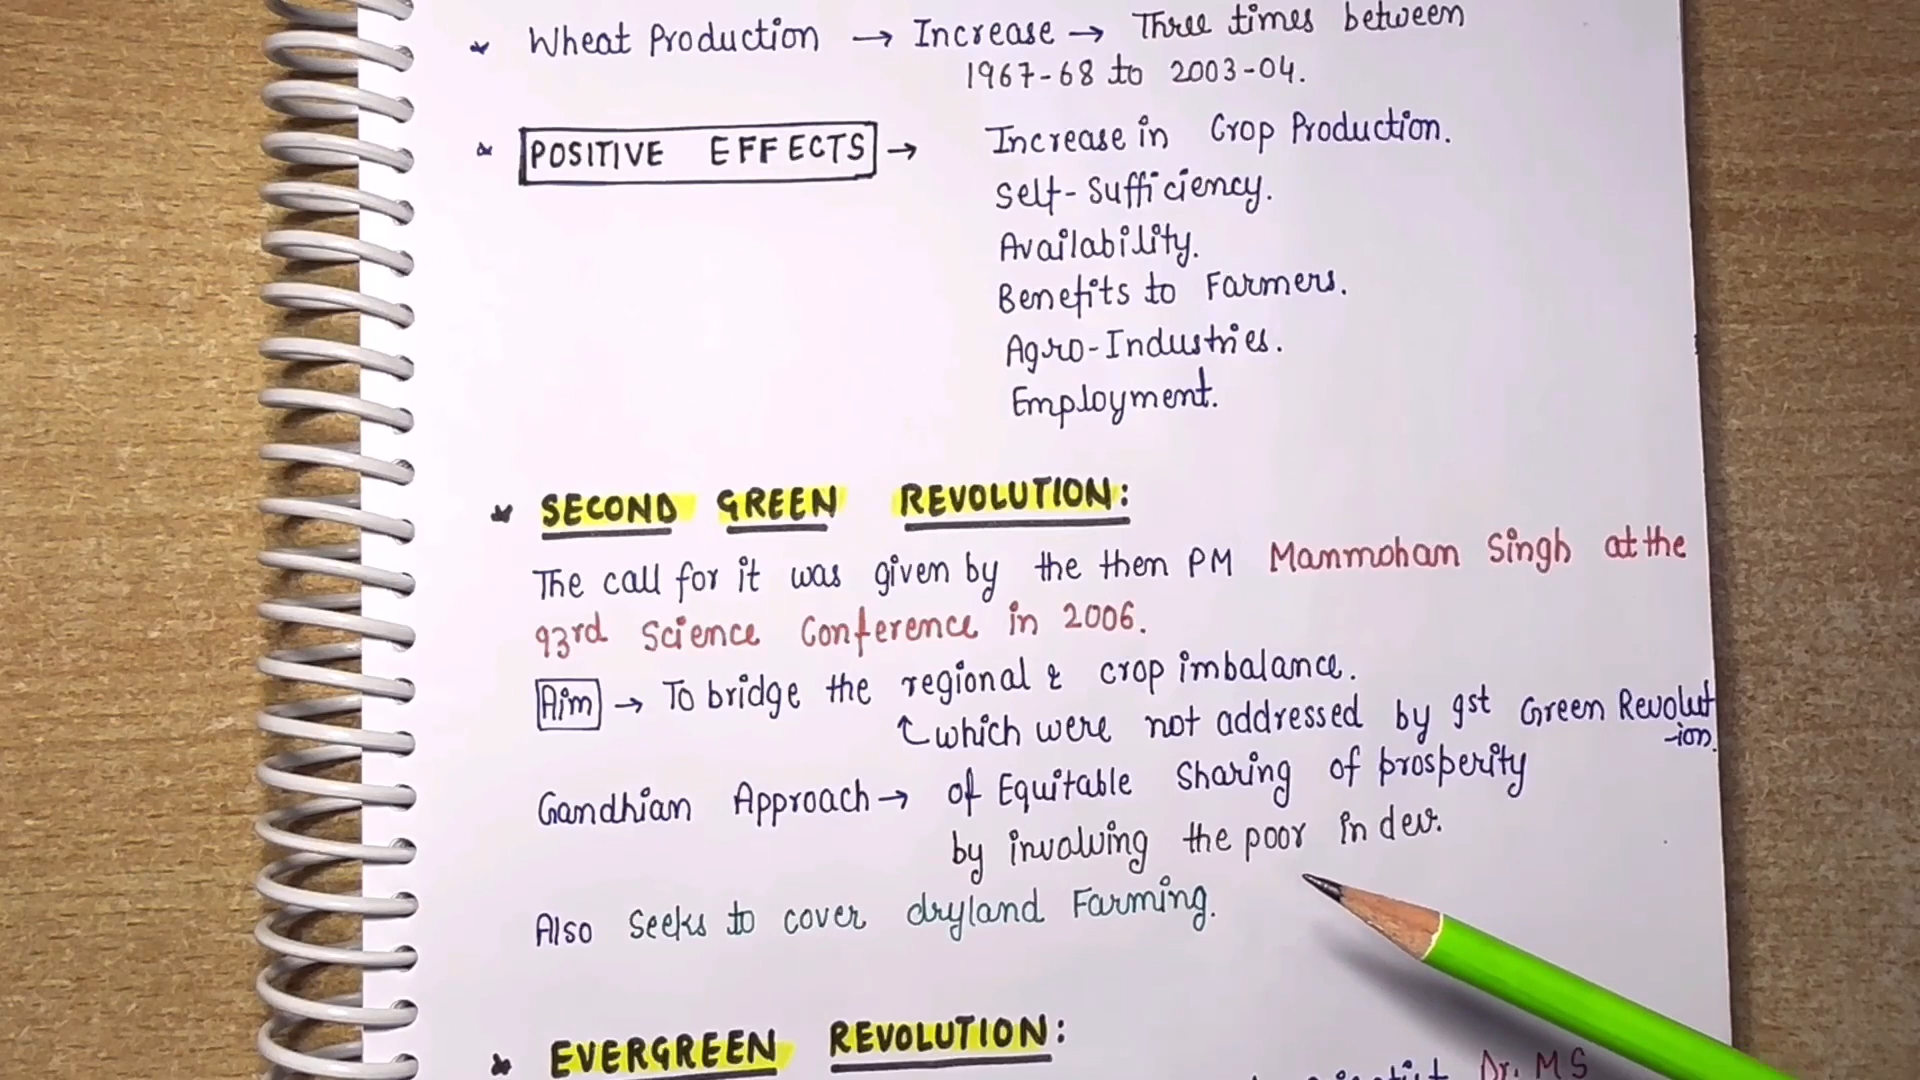 Wheat Production → Increase → Three times between
1967-68 to 2003-04.
POSITIVE EFFECTS → Increase in Crop Production.
Self-Sufficiency.
Availability.
Benefits to Farmers.
Agro-Industries.
Employment.
SECOND GREEN REVOLUTION:
The call for it was given by the then PM Manmohan Singh at the
93rd Science Conference in 2006.
Aim → To bridge the regional & crop imbalance.
which were not addressed by 1st Green Revolut
-ion.
Gandhian Approach → of Equitable Sharing of prosperity
by involving the poor in dev.
Also Seeks to cover dryland Farming.
EVERGREEN REVOLUTION:
Dr. MS